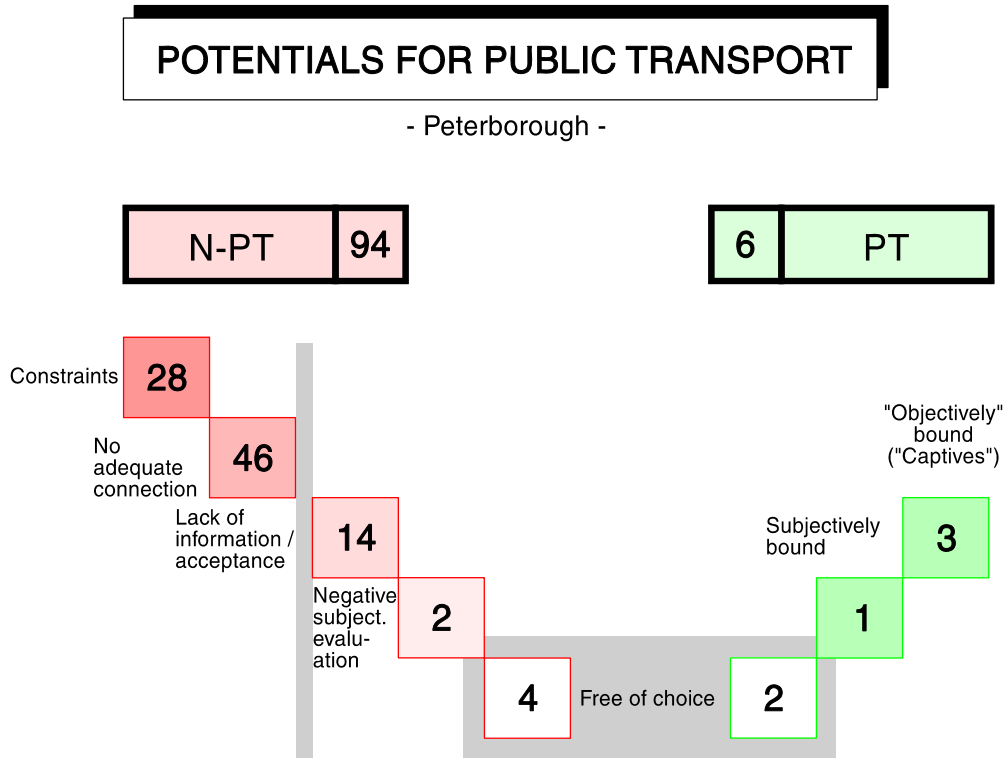 POTENTIALS FOR PUBLIC TRANSPORT
- Peterborough -
N-PT 94
6 PT
Constraints 28
No
adequate
connection
46
Lack of
information /
acceptance
14
Negative
subject.
evalu-
ation
2
4
Free of choice
2
Subjectively
bound
1
"Objectively"
bound
("Captives")
3